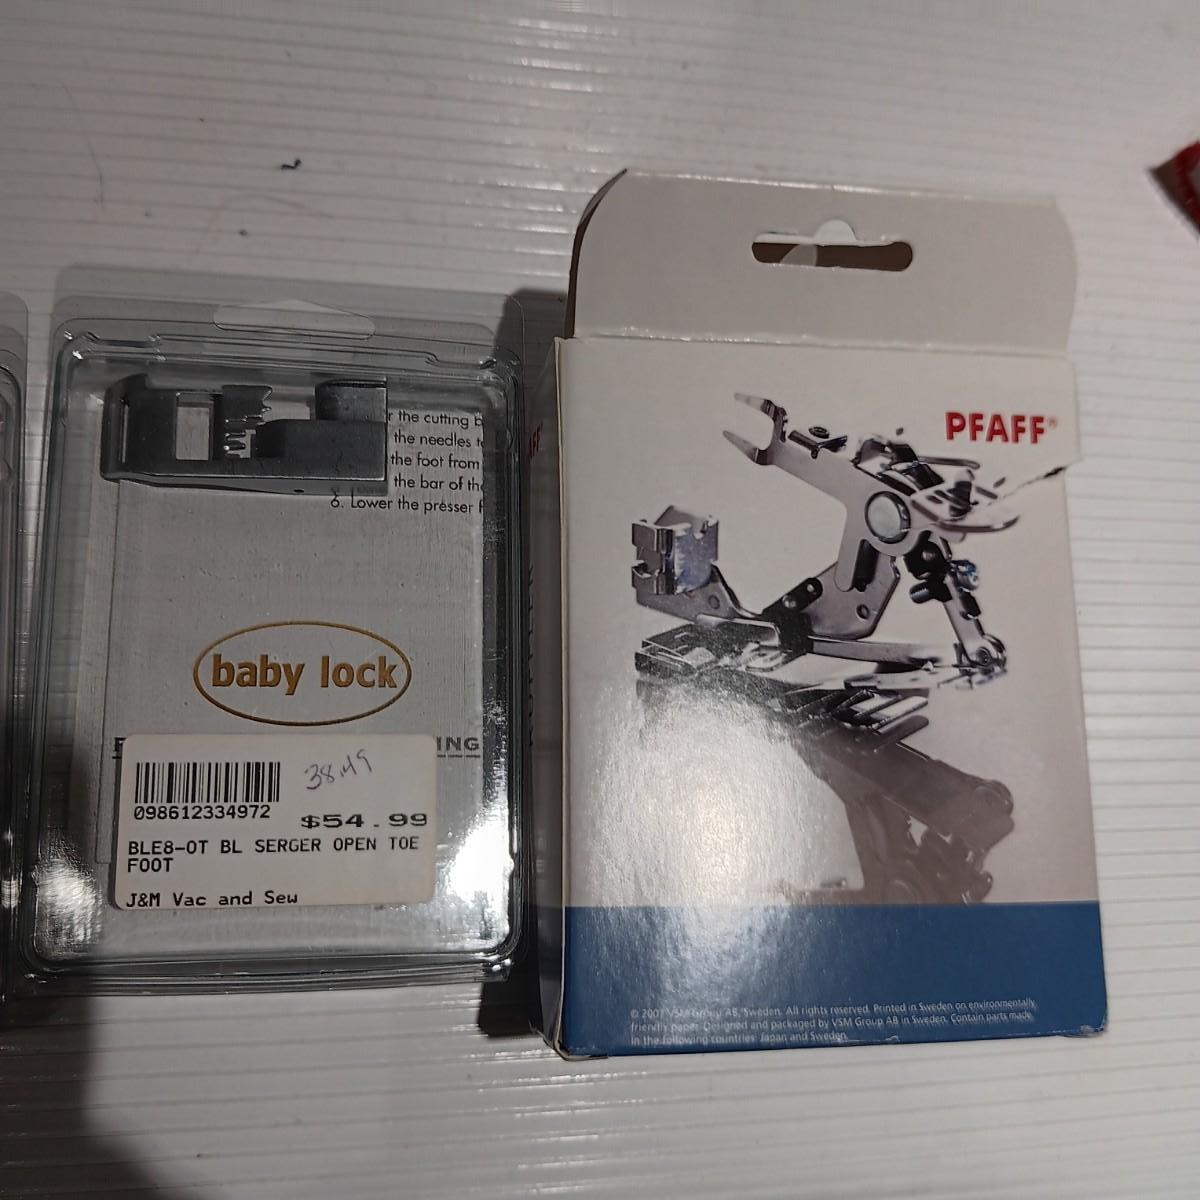 r the cutting b
the needles t
the foot from
the bar of the
8. Lower the presser f
baby lock
ING
38.49
098612334972
$54.99
BLE8-OT BL SERGER OPEN TOE
FOOT
J&M Vac and Sew
PFAFF®
© 2007 VSM Group AB, Sweden. All rights reserved. Printed in Sweden on environmentally
friendly paper. Designed and packaged by VSM Group AB in Sweden. Contain parts made
in the following countries: Japan and Sweden.